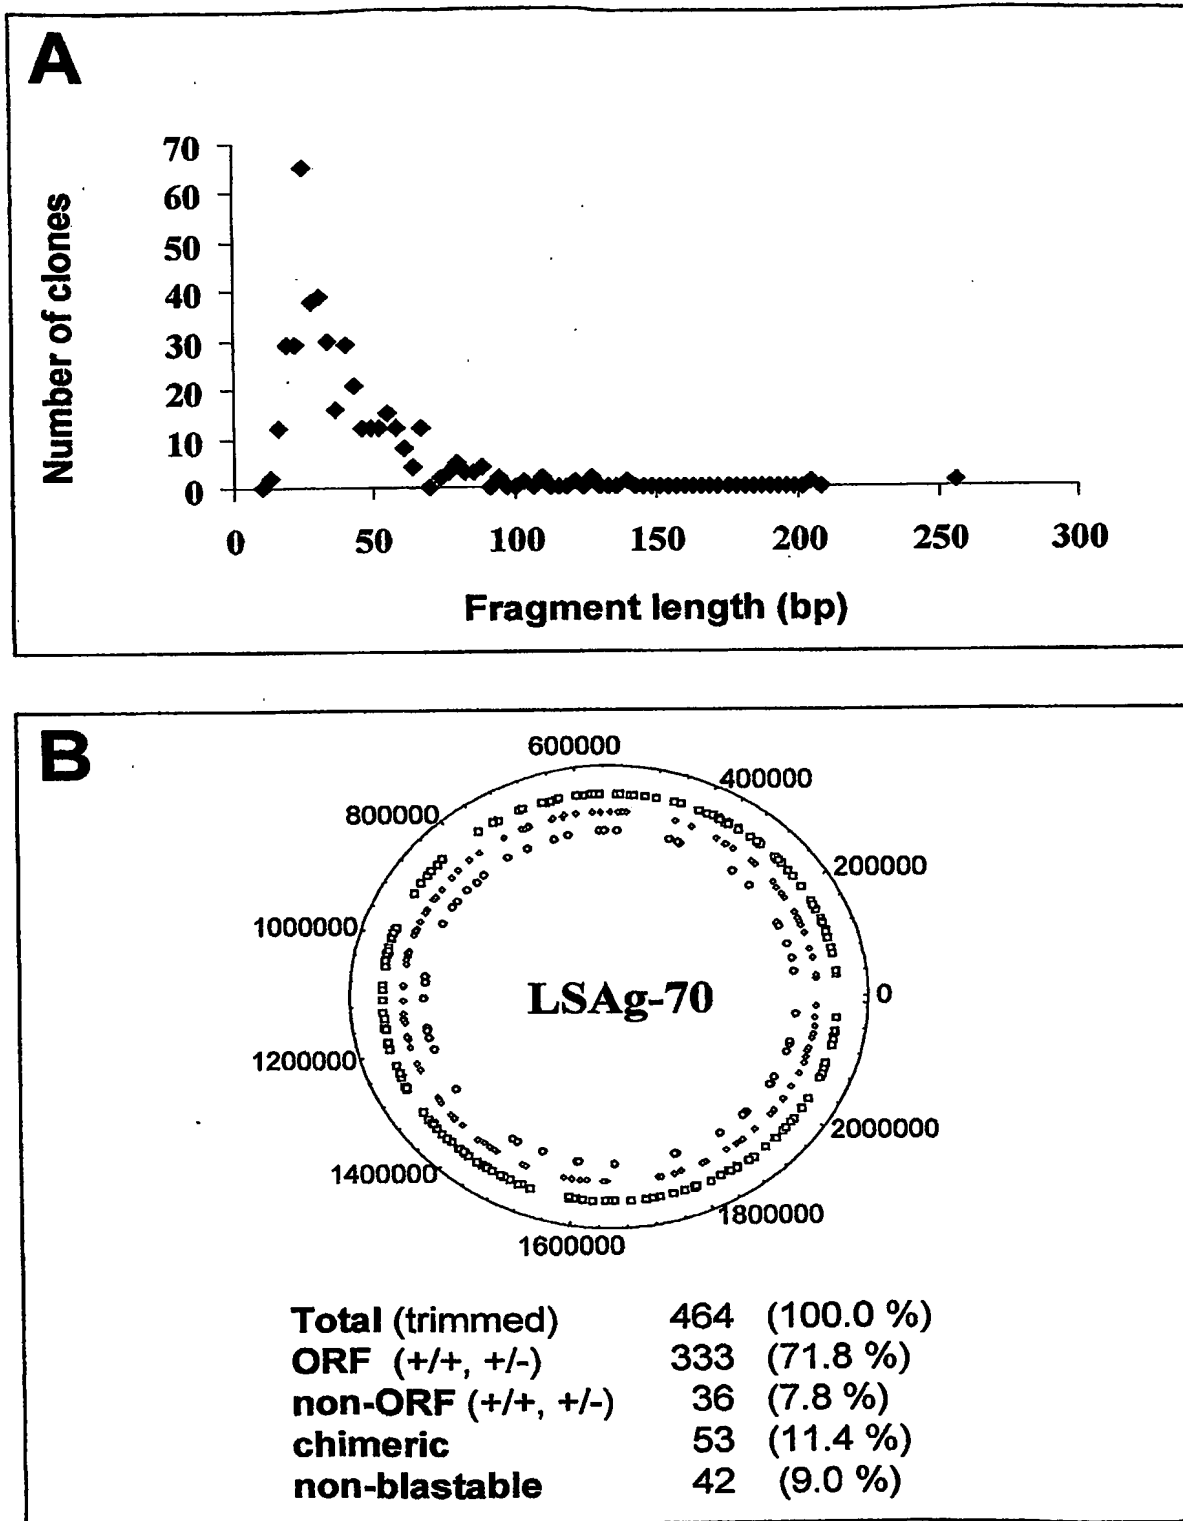 A
70
60
50
40
30
20
10
0
Number of clones
0 50 100 150 200 250 300
Fragment length (bp)
B
600000
400000
800000
200000
1000000
LSAg-70
0
1200000
2000000
1400000
1800000
1600000
Total (trimmed) 464 (100.0 %)
ORF (+/+, +/-) 333 (71.8 %)
non-ORF (+/+, +/-) 36 (7.8 %)
chimeric 53 (11.4 %)
non-blastable 42 (9.0 %)